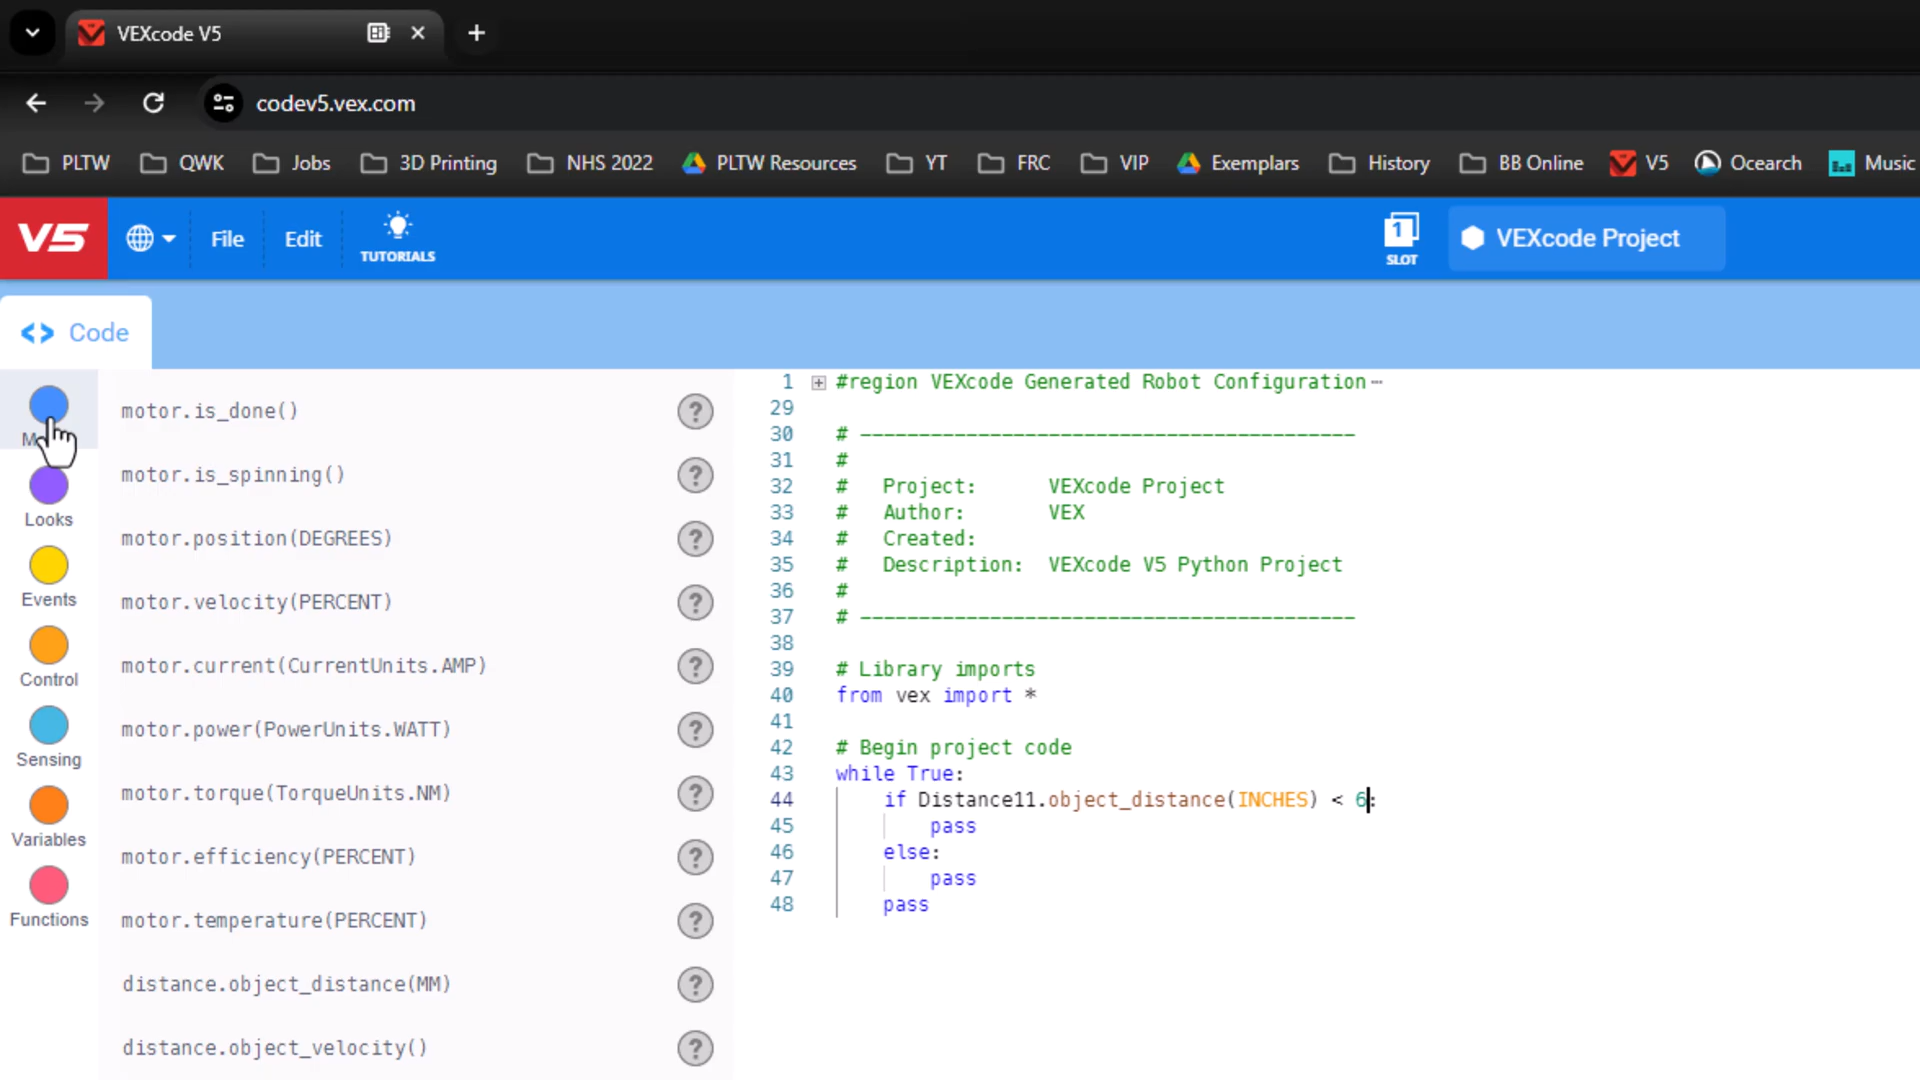 VEXcode V5
codev5.vex.com
PLTW QWK Jobs 3D Printing NHS 2022 PLTW Resources YT FRC VIP Exemplars History BB Online V5 Ocearch Music
V5 File Edit TUTORIALS 1 SLOT VEXcode Project
<> Code
Looks
Events
Control
Sensing
Variables
Functions
motor.is_done() ?
motor.is_spinning() ?
motor.position(DEGREES) ?
motor.velocity(PERCENT) ?
motor.current(CurrentUnits.AMP) ?
motor.power(PowerUnits.WATT) ?
motor.torque(TorqueUnits.NM) ?
motor.efficiency(PERCENT) ?
motor.temperature(PERCENT) ?
distance.object_distance(MM) ?
distance.object_velocity() ?
1 #region VEXcode Generated Robot Configuration
29
30 # ------------------------------------------
31 #
32 # Project: VEXcode Project
33 # Author: VEX
34 # Created:
35 # Description: VEXcode V5 Python Project
36 #
37 # ------------------------------------------
38
39 # Library imports
40 from vex import *
41
42 # Begin project code
43 while True:
44 if Distance11.object_distance(INCHES) < 6:
45 pass
46 else:
47 pass
48 pass